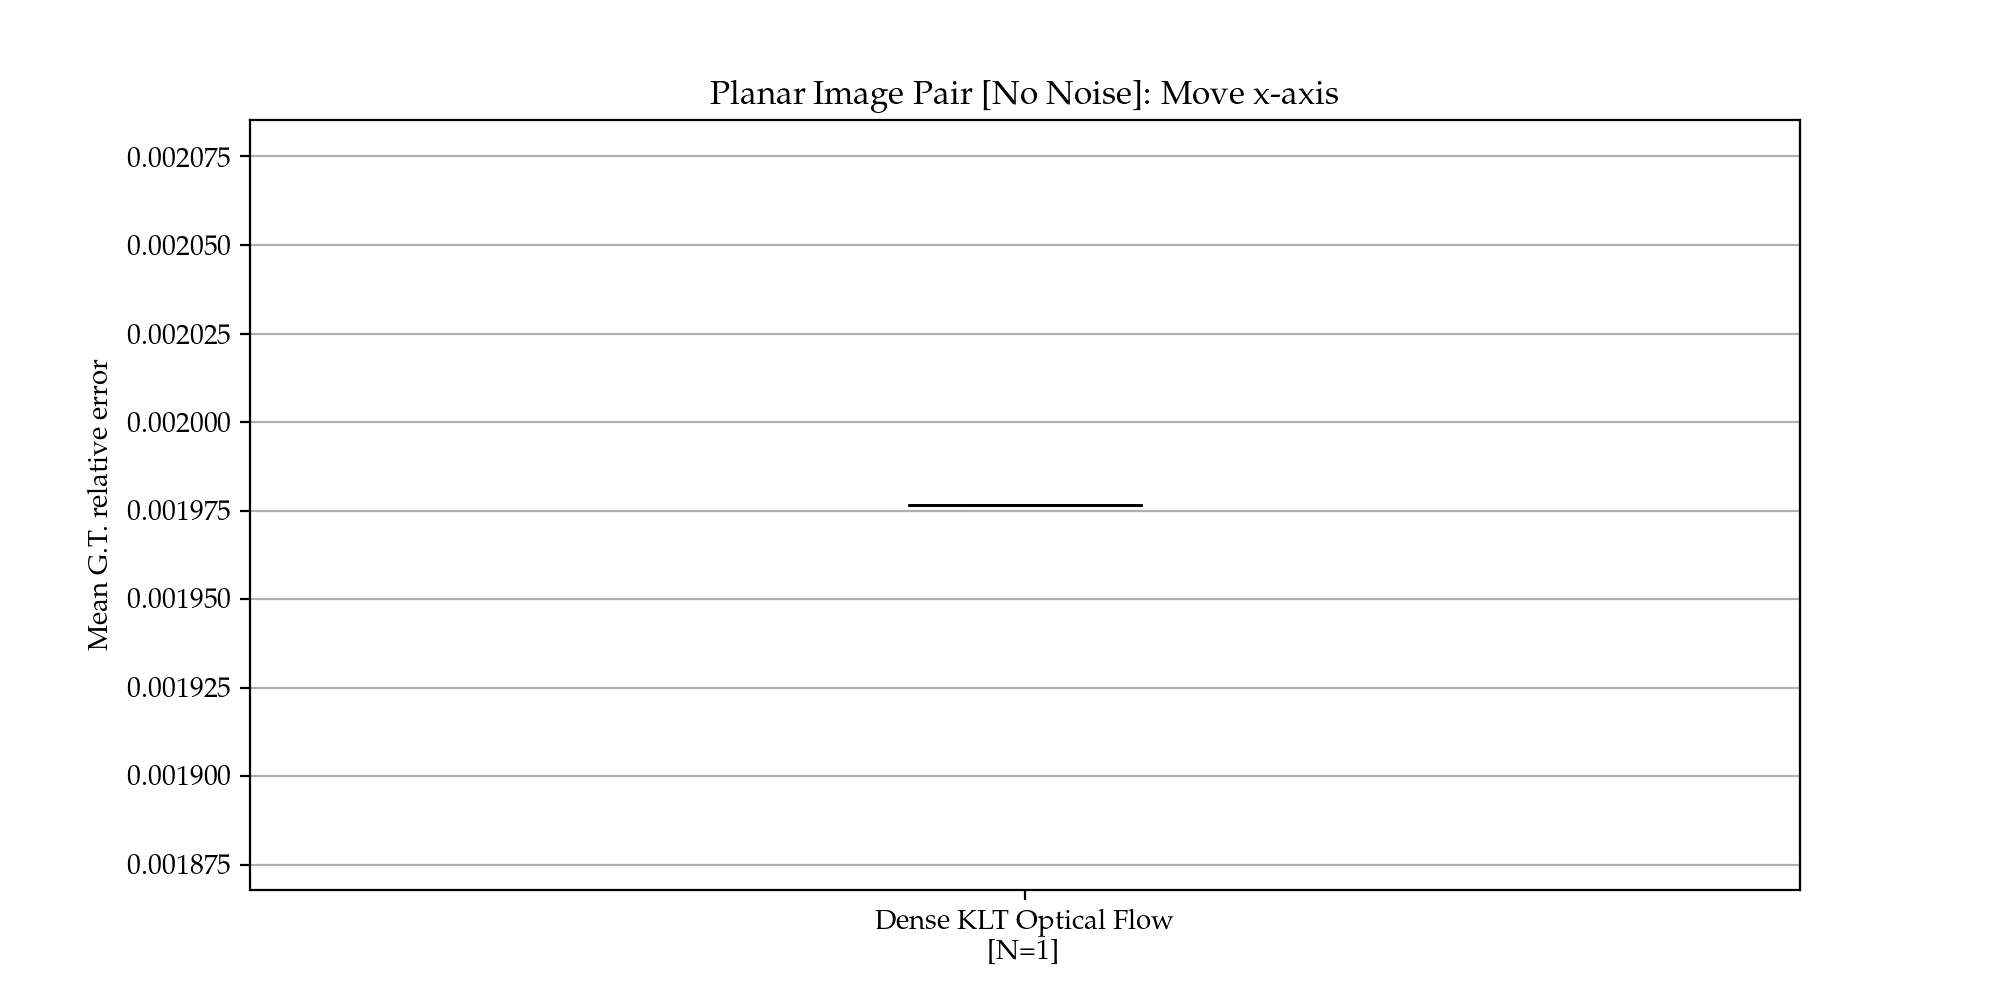 Planar Image Pair [No Noise]: Move x-axis
0.002075
0.002050
0.002025
0.002000
0.001975
0.001950
0.001925
0.001900
0.001875
Mean G.T. relative error
Dense KLT Optical Flow
[N=1]